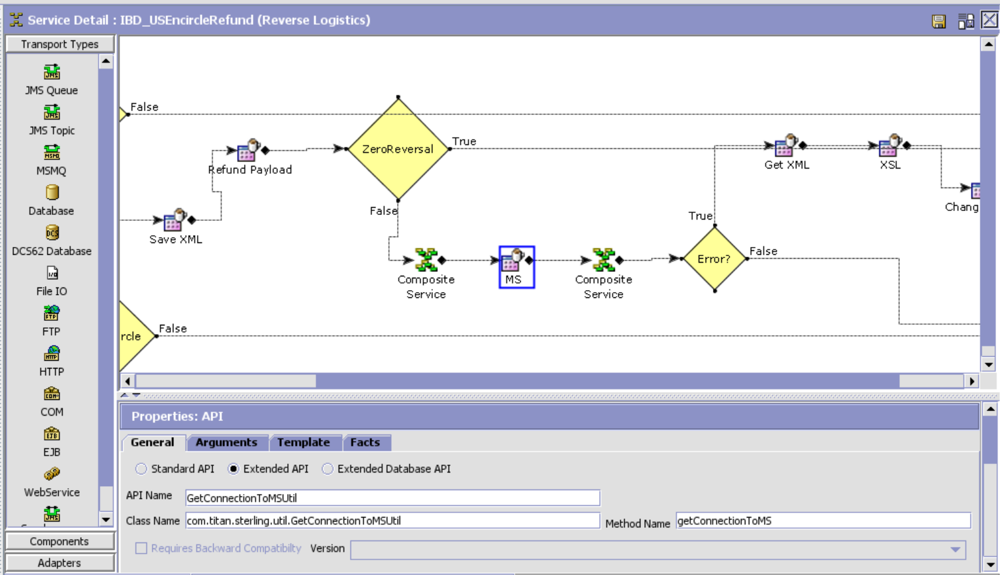 Service Detail : IBD_USEncircleRefund (Reverse Logistics)
Transport Types
JMS Queue
JMS Topic
MSMQ
Database
DCS62 Database
File IO
FTP
HTTP
COM
EJB
WebService
Components
Adapters
False
ZeroReversal
True
Refund Payload
Get XML
XSL
False
Save XML
True
Chang
Composite
Service
MS
Composite
Service
Error?
False
rcle
False
Properties: API
General
Arguments
Template
Facts
Standard API
Extended API
Extended Database API
API Name
GetConnectionToMSUtil
Class Name
com.titan.sterling.util.GetConnectionToMSUtil
Method Name
getConnectionToMS
Requires Backward Compatibilty
Version